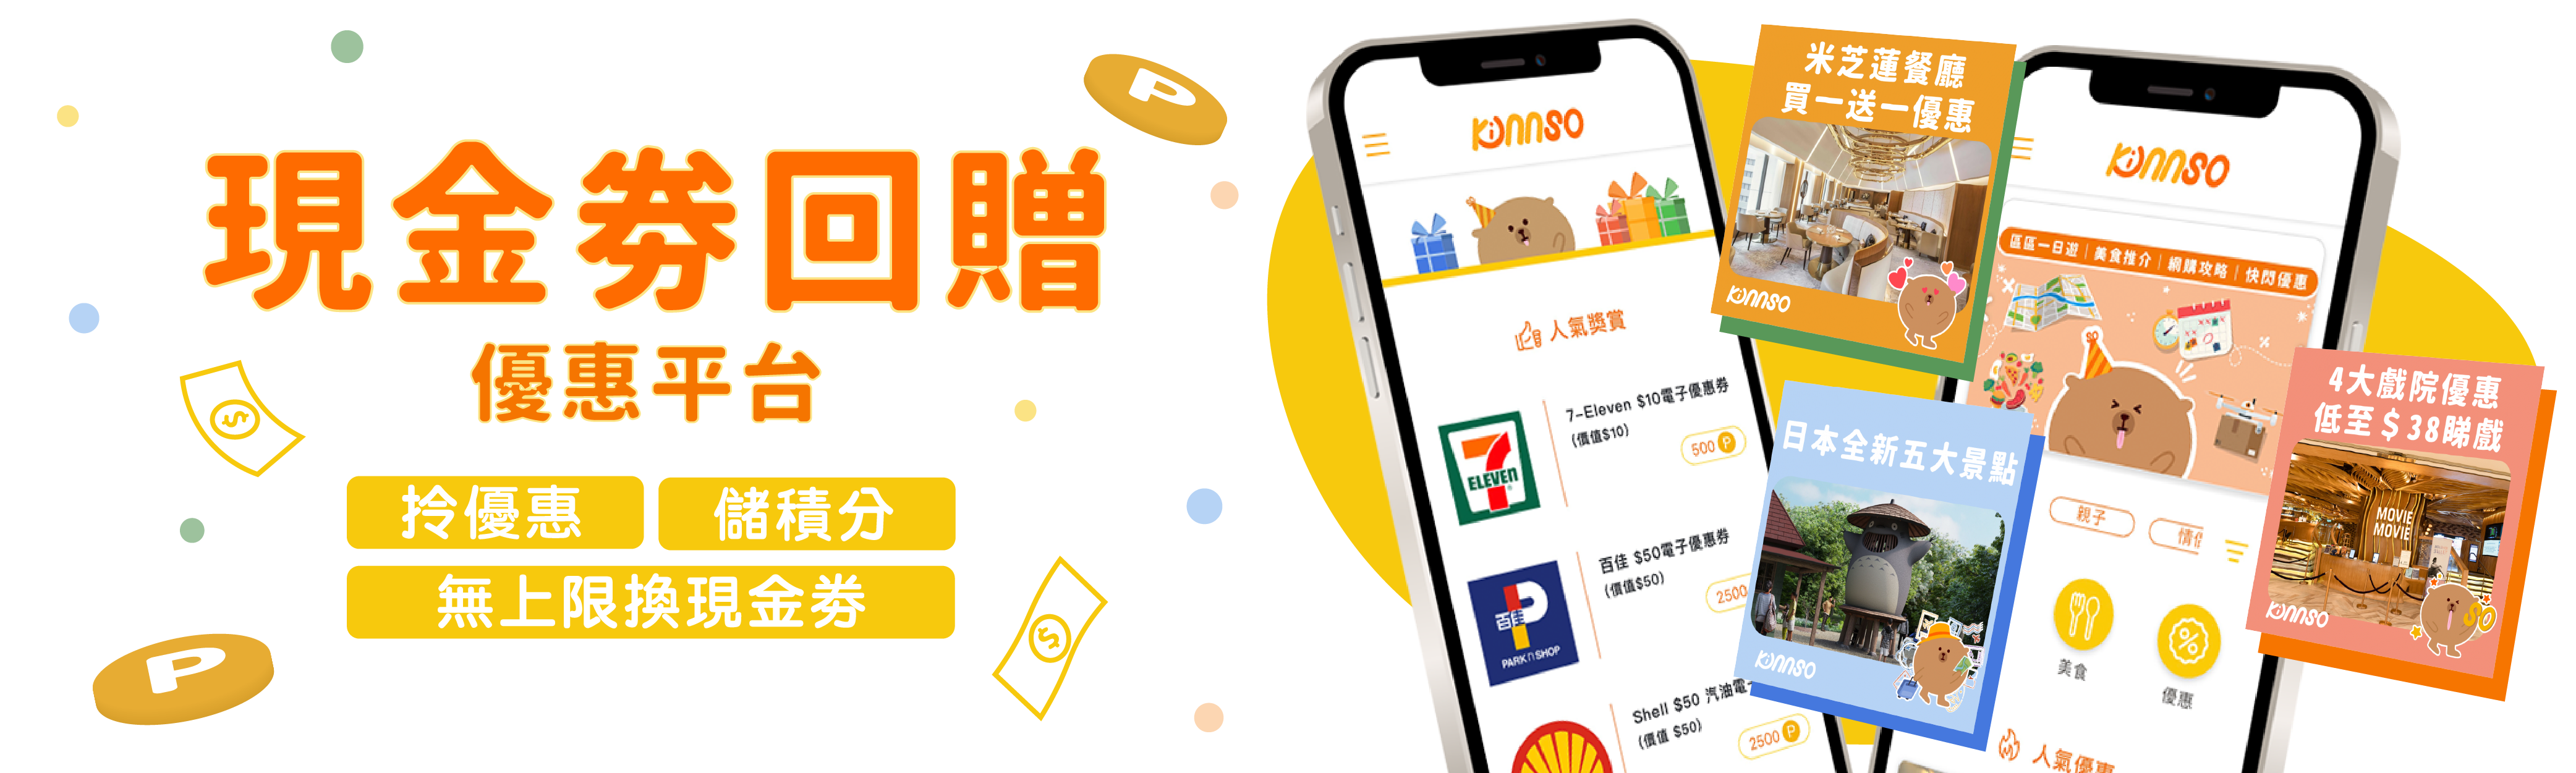 現金券回贈
優惠平台
拎優惠
儲積分
無上限換現金券
P
P
KiNNSO
人氣獎賞
7-Eleven $10電子優惠券
(價值$10)
500 P
7
ELEVEN
百佳 $50電子優惠券
(價值$50)
2500
百佳
PARKnSHOP
Shell $50 汽油電
(價值 $50)
2500 P
米芝蓮餐廳
買一送一優惠
KiNNSO
日本全新五大景點
KiNNSO
KiNNSO
區區一日遊｜美食推介｜網購攻略｜快閃優惠
SO
親子
美食
優惠
人氣優惠
4大戲院優惠
低至＄38睇戲
MOVIE
MOVIE
KiNNSO
SO